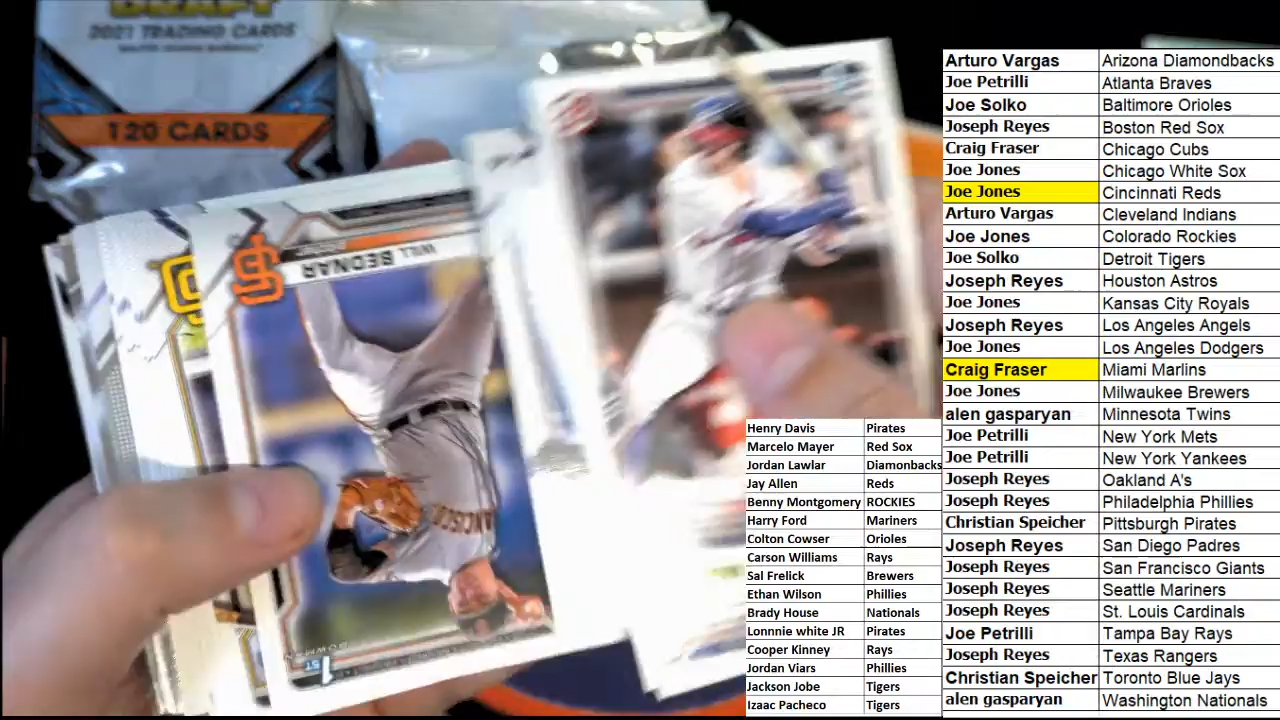 DRAFT
2021 TRADING CARDS
120 CARDS
WILL BEDNAR
1ST
BOWMAN
Henry Davis Pirates
Marcelo Mayer Red Sox
Jordan Lawlar Diamonbacks
Jay Allen Reds
Benny Montgomery ROCKIES
Harry Ford Mariners
Colton Cowser Orioles
Carson Williams Rays
Sal Frelick Brewers
Ethan Wilson Phillies
Brady House Nationals
Lonnnie white JR Pirates
Cooper Kinney Rays
Jordan Viars Phillies
Jackson Jobe Tigers
Izaac Pacheco Tigers
Arturo Vargas Arizona Diamondbacks
Joe Petrilli Atlanta Braves
Joe Solko Baltimore Orioles
Joseph Reyes Boston Red Sox
Craig Fraser Chicago Cubs
Joe Jones Chicago White Sox
Joe Jones Cincinnati Reds
Arturo Vargas Cleveland Indians
Joe Jones Colorado Rockies
Joe Solko Detroit Tigers
Joseph Reyes Houston Astros
Joe Jones Kansas City Royals
Joseph Reyes Los Angeles Angels
Joe Jones Los Angeles Dodgers
Craig Fraser Miami Marlins
Joe Jones Milwaukee Brewers
alen gasparyan Minnesota Twins
Joe Petrilli New York Mets
Joe Petrilli New York Yankees
Joseph Reyes Oakland A's
Joseph Reyes Philadelphia Phillies
Christian Speicher Pittsburgh Pirates
Joseph Reyes San Diego Padres
Joseph Reyes San Francisco Giants
Joseph Reyes Seattle Mariners
Joseph Reyes St. Louis Cardinals
Joe Petrilli Tampa Bay Rays
Joseph Reyes Texas Rangers
Christian Speicher Toronto Blue Jays
alen gasparyan Washington Nationals